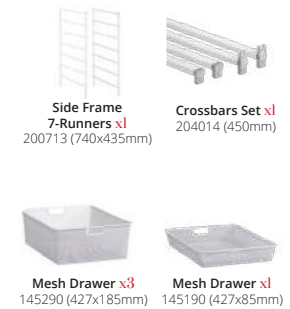 Side Frame
7-Runners x1
200713 (740x435mm)
Crossbars Set x1
204014 (450mm)
Mesh Drawer x3
145290 (427x185mm)
Mesh Drawer x1
145190 (427x85mm)